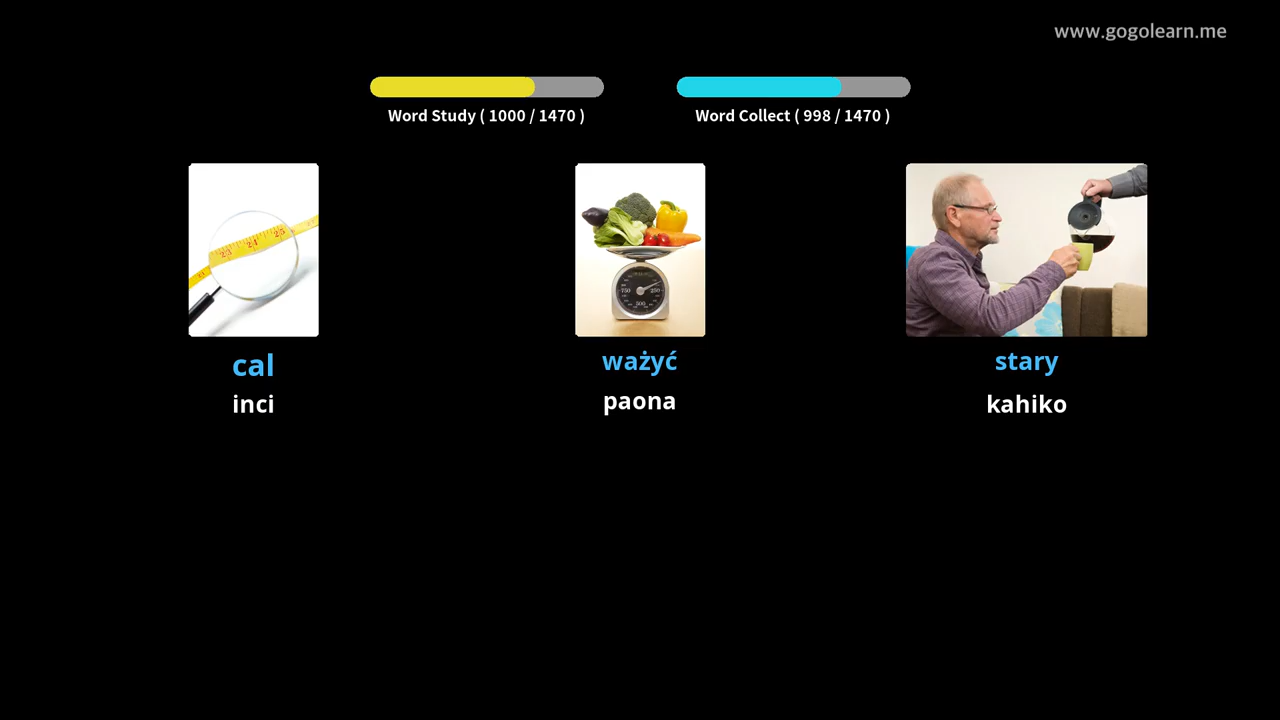 www.gogolearn.me
Word Study ( 1000 / 1470 )
Word Collect ( 998 / 1470 )
cal
inci
ważyć
paona
stary
kahiko